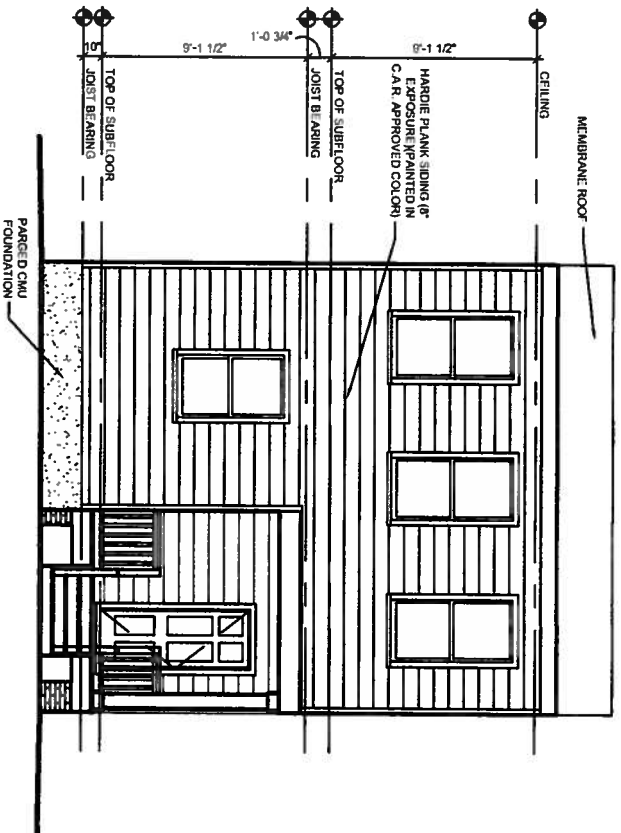 MEMBRANE ROOF
CEILING
9'-1 1/2"
HARDIE PLANK SIDING (8"
EXPOSURE)(PAINTED IN
C.A.R. APPROVED COLOR)
TOP OF SUBFLOOR
1'-0 3/4"
JOIST BEARING
9'-1 1/2"
TOP OF SUBFLOOR
10"
JOIST BEARING
PARGED CMU
FOUNDATION